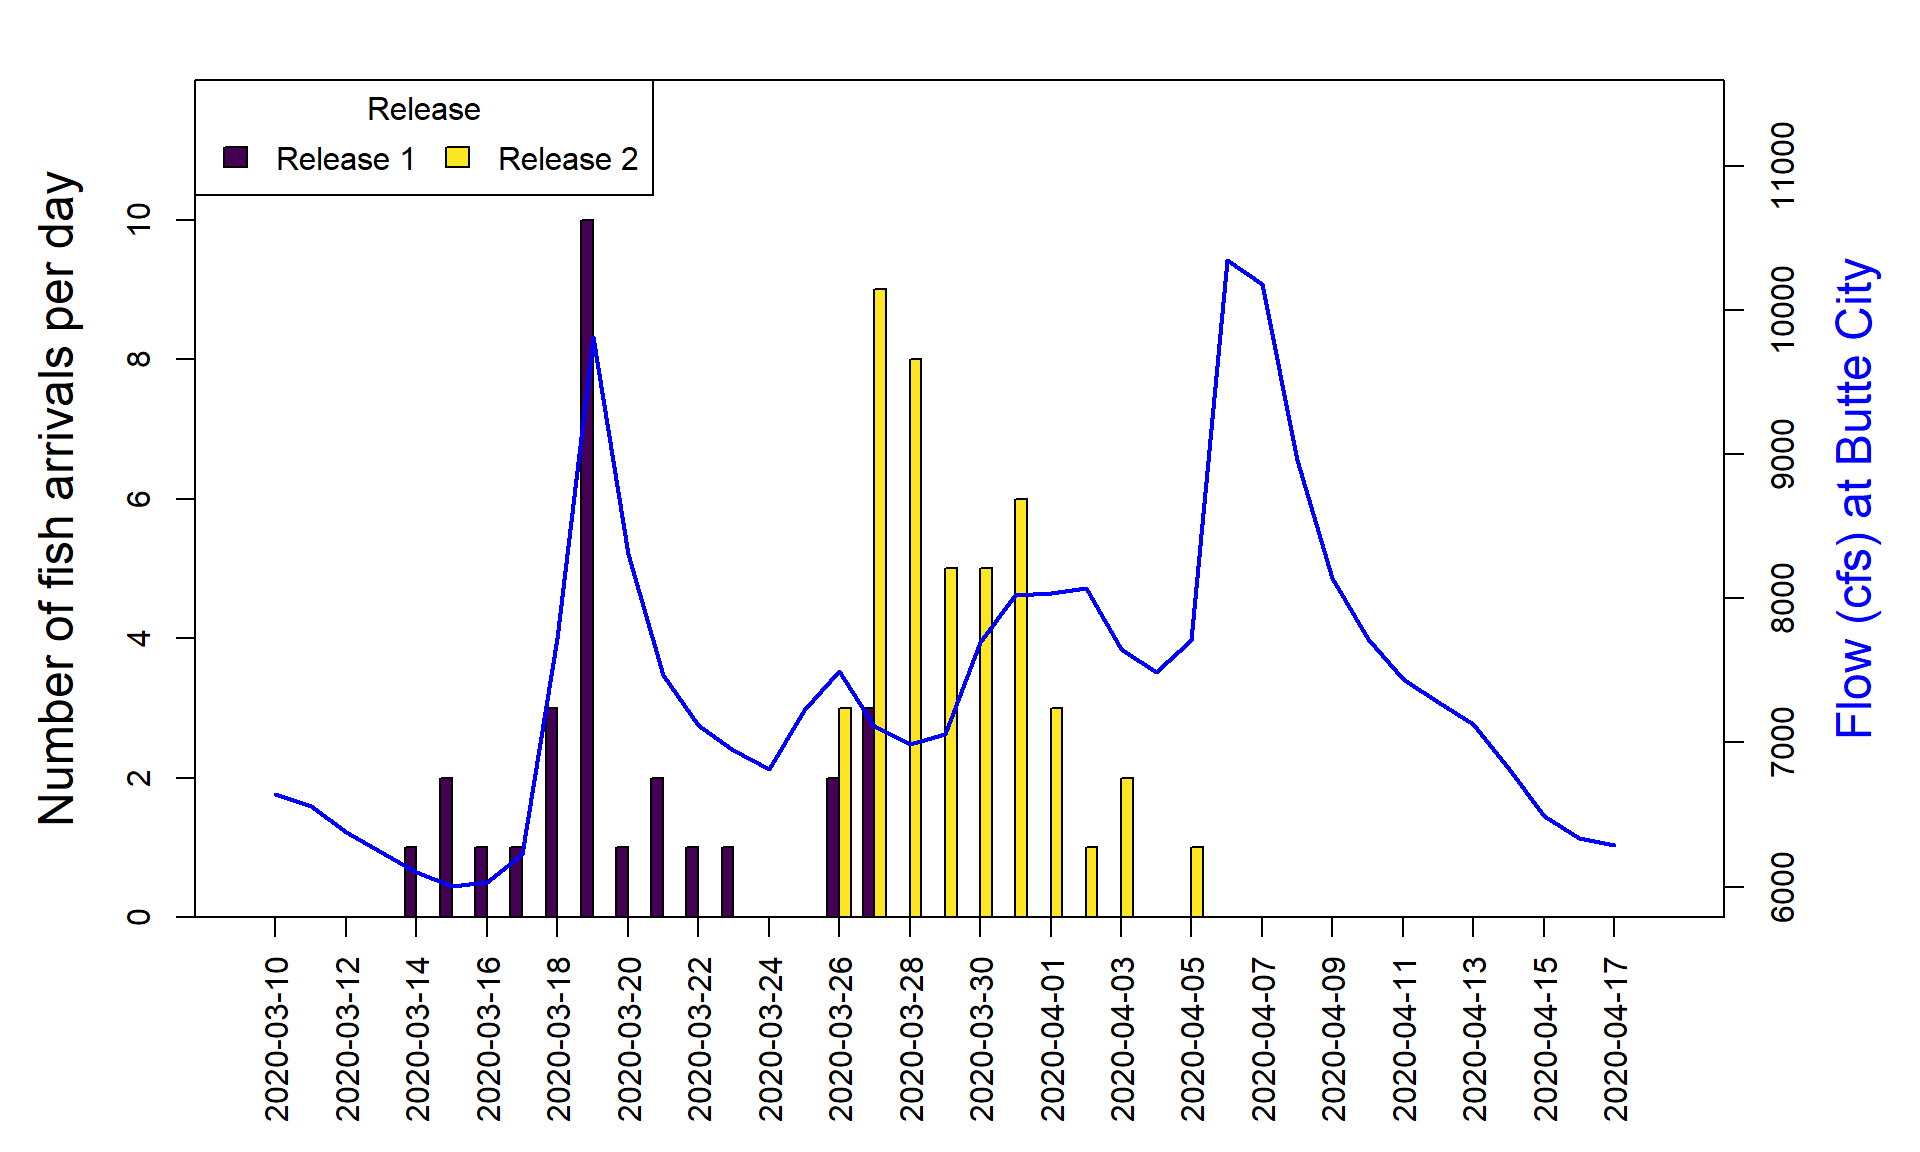 Release
Release 1 Release 2
Number of fish arrivals per day
0 2 4 6 8 10
6000 7000 8000 9000 10000 11000
Flow (cfs) at Butte City
2020-03-10 2020-03-12 2020-03-14 2020-03-16 2020-03-18 2020-03-20 2020-03-22 2020-03-24 2020-03-26 2020-03-28 2020-03-30 2020-04-01 2020-04-03 2020-04-05 2020-04-07 2020-04-09 2020-04-11 2020-04-13 2020-04-15 2020-04-17